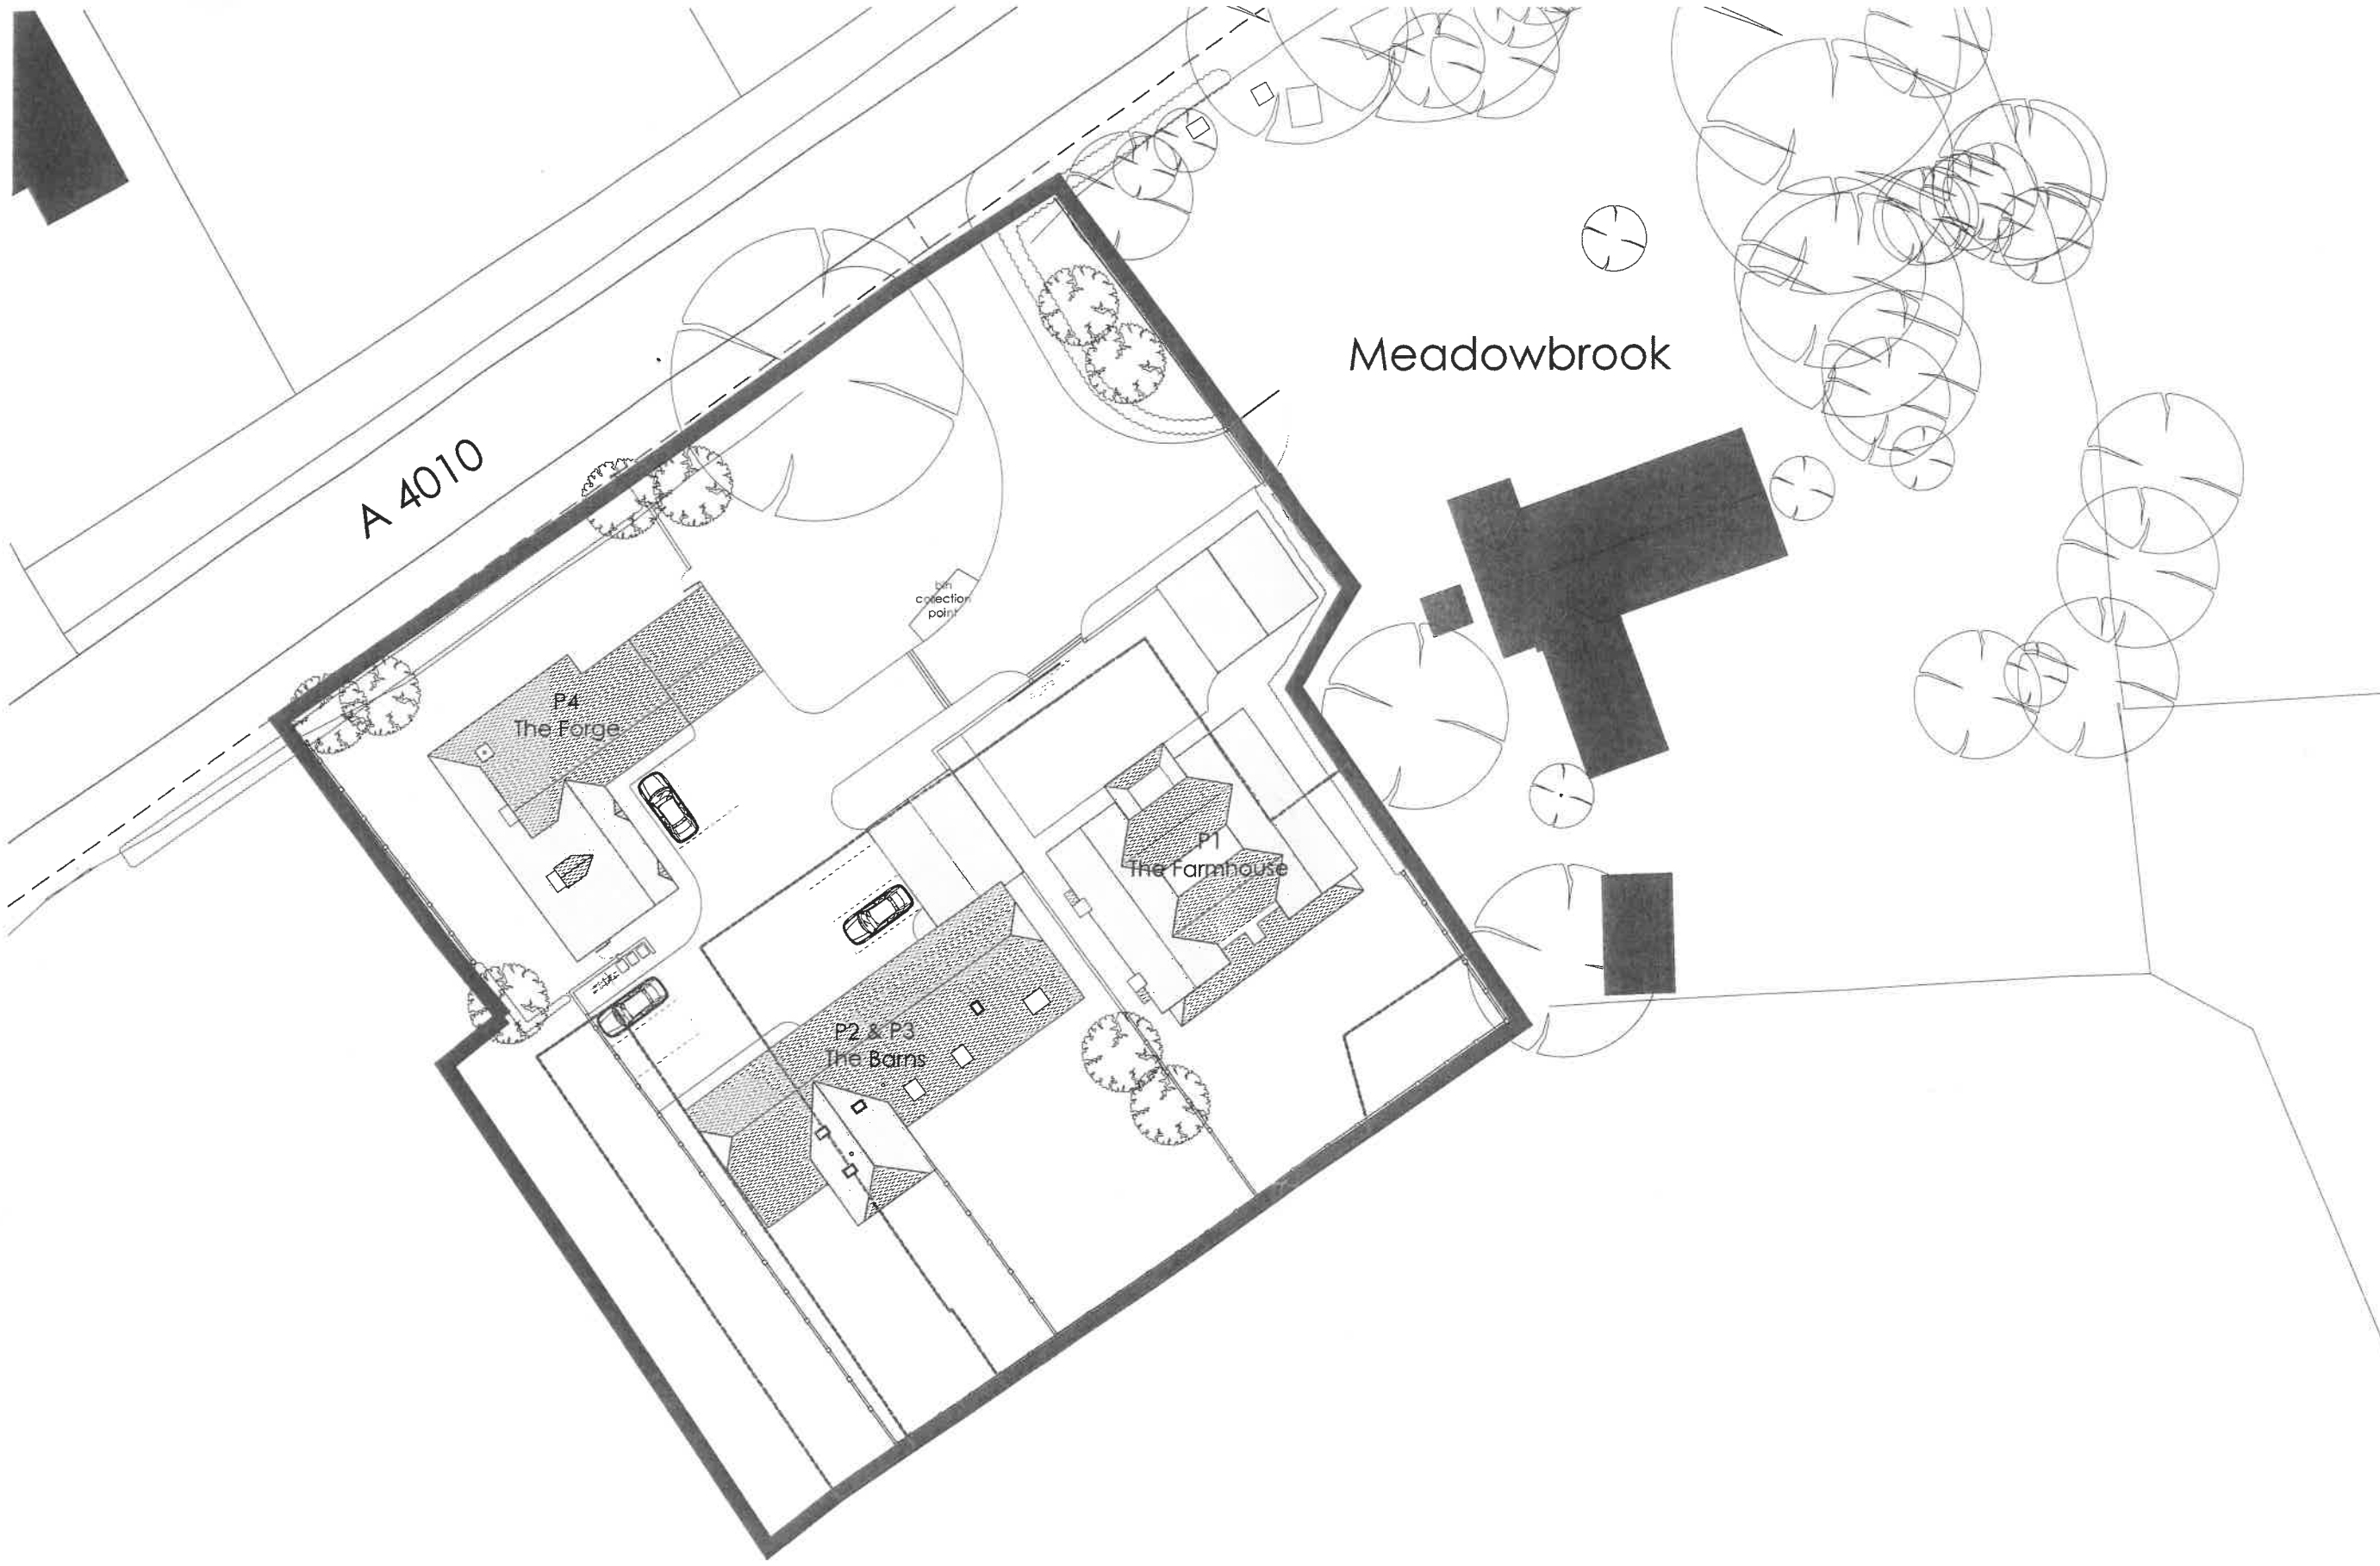 Meadowbrook
A 4010
bin
collection
point
P4
The Forge
P1
The Farmhouse
P2 & P3
The Barns